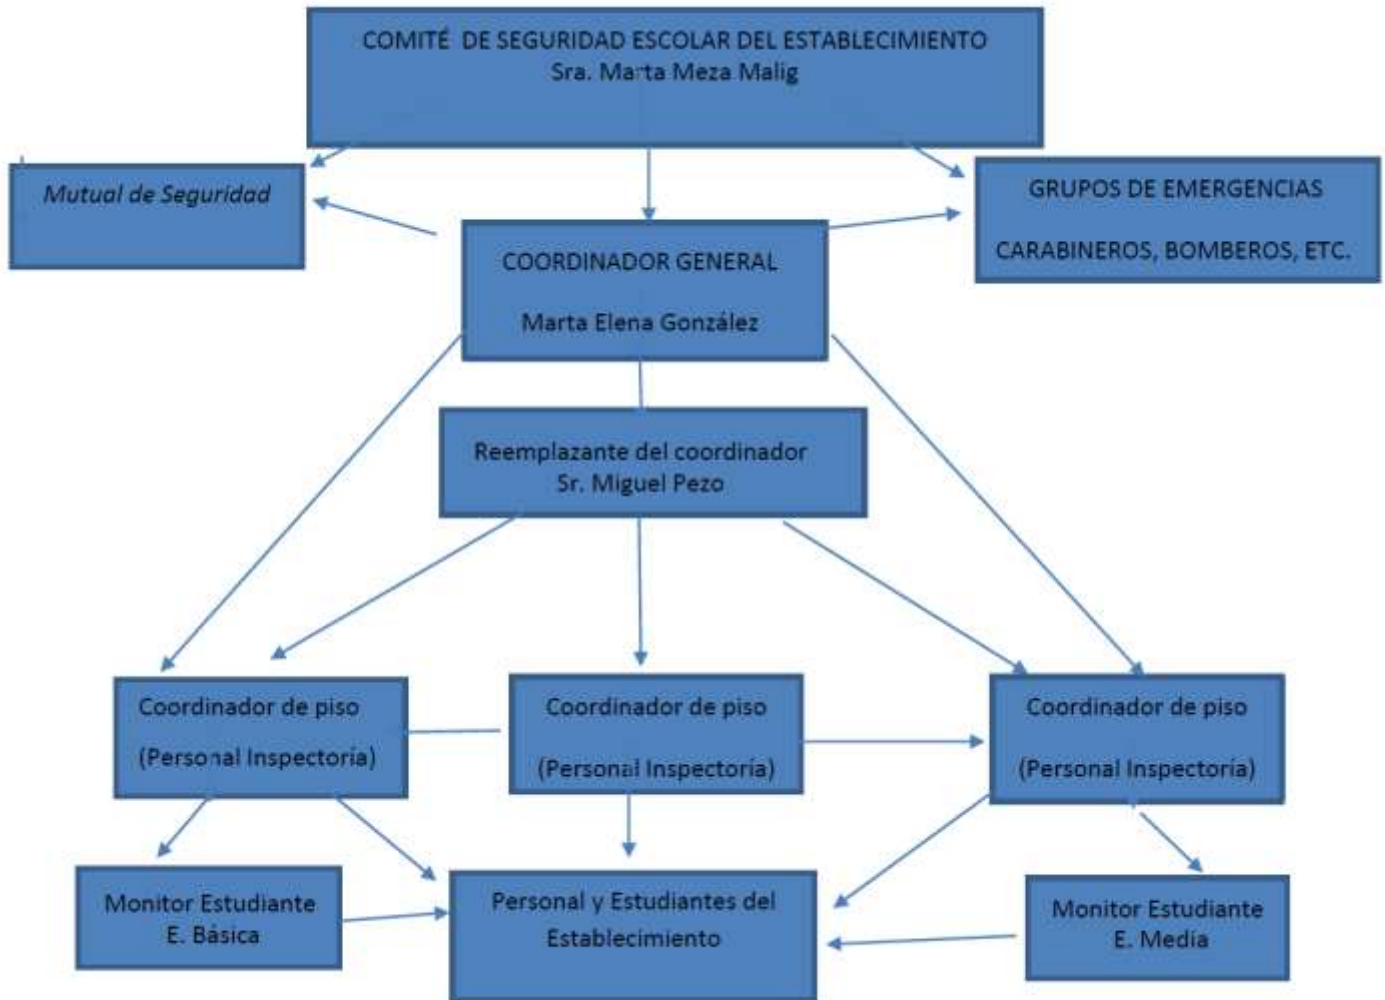 COMITÉ DE SEGURIDAD ESCOLAR DEL ESTABLECIMIENTO
Sra. Marta Meza Malig
Mutual de Seguridad
GRUPOS DE EMERGENCIAS
CARABINEROS, BOMBEROS, ETC.
COORDINADOR GENERAL
Marta Elena González
Reemplazante del coordinador
Sr. Miguel Pezo
Coordinador de piso
(Personal Inspectoría)
Coordinador de piso
(Personal Inspectoría)
Coordinador de piso
(Personal Inspectoría)
Monitor Estudiante
E. Básica
Personal y Estudiantes del
Establecimiento
Monitor Estudiante
E. Media